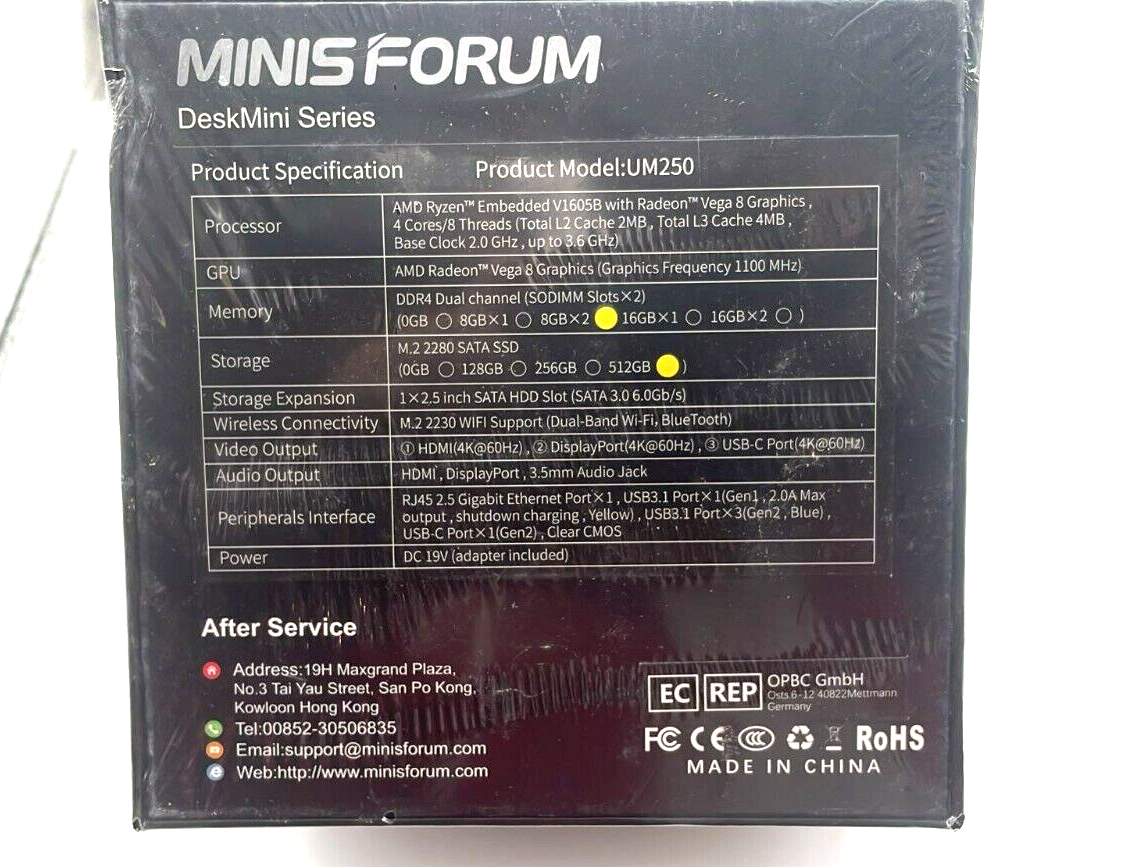 MINISFORUM
DeskMini Series
Product Specification Product Model:UM250
Processor
AMD Ryzen™ Embedded V1605B with Radeon™ Vega 8 Graphics ,
4 Cores/8 Threads (Total L2 Cache 2MB , Total L3 Cache 4MB ,
Base Clock 2.0 GHz , up to 3.6 GHz)
GPU
AMD Radeon™ Vega 8 Graphics (Graphics Frequency 1100 MHz)
Memory
DDR4 Dual channel (SODIMM Slots×2)
(0GB ○ 8GB×1 ○ 8GB×2 ● 16GB×1 ○ 16GB×2 ○ )
Storage
M.2 2280 SATA SSD
(0GB ○ 128GB ○ 256GB ○ 512GB ● )
Storage Expansion
1×2.5 inch SATA HDD Slot (SATA 3.0 6.0Gb/s)
Wireless Connectivity
M.2 2230 WIFI Support (Dual-Band Wi-Fi, BlueTooth)
Video Output
① HDMI(4K@60Hz) , ② DisplayPort(4K@60Hz) , ③ USB-C Port(4K@60Hz)
Audio Output
HDMI , DisplayPort , 3.5mm Audio Jack
Peripherals Interface
RJ45 2.5 Gigabit Ethernet Port×1 , USB3.1 Port×1(Gen1 , 2.0A Max
output , shutdown charging , Yellow) , USB3.1 Port×3(Gen2 , Blue) ,
USB-C Port×1(Gen2) , Clear CMOS
Power
DC 19V (adapter included)
After Service
Address:19H Maxgrand Plaza,
No.3 Tai Yau Street, San Po Kong,
Kowloon Hong Kong
Tel:00852-30506835
Email:support@minisforum.com
Web:http://www.minisforum.com
EC REP
OPBC GmbH
Osts.6-12 40822Mettmann
Germany
FC CE CCC RoHS
MADE IN CHINA